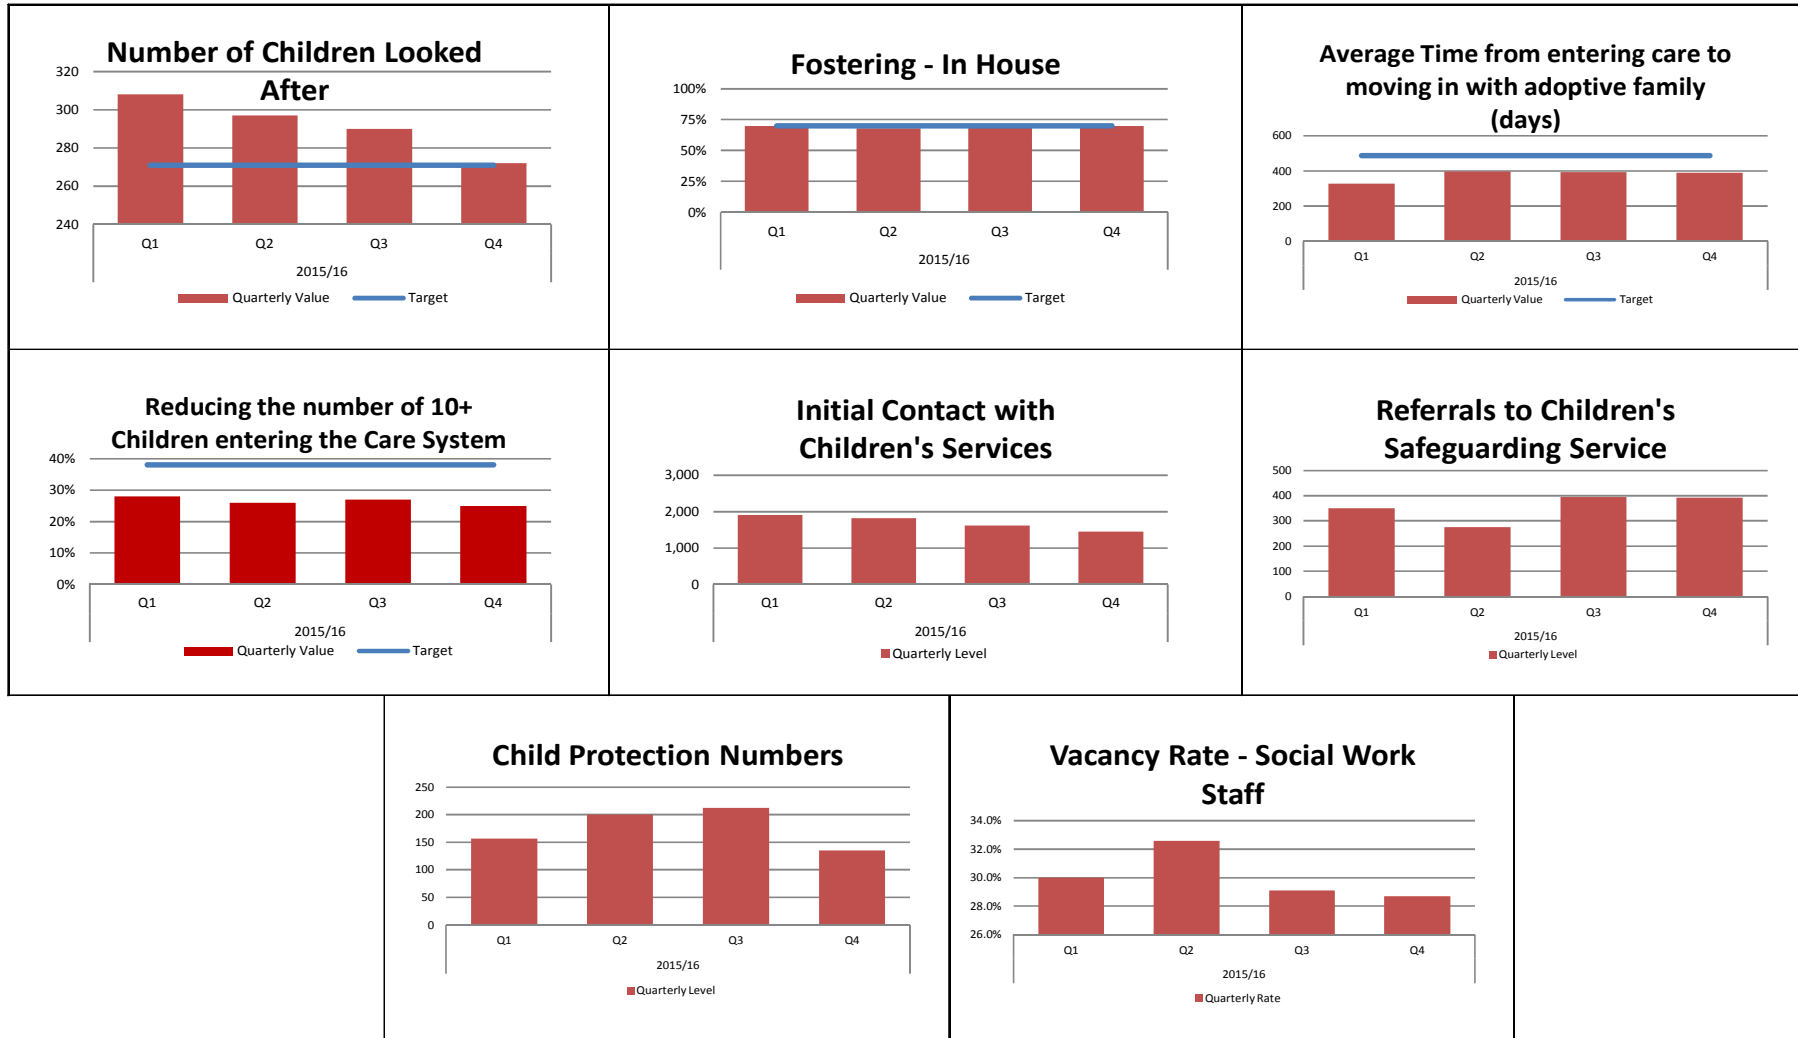 Number of Children Looked
After
320
300
280
260
240
Q1
Q2
Q3
Q4
2015/16
Quarterly Value
Target
Fostering - In House
100%
75%
50%
25%
0%
Q1
Q2
Q3
Q4
2015/16
Quarterly Value
Target
Average Time from entering care to
moving in with adoptive family
(days)
600
400
200
0
Q1
Q2
Q3
Q4
2015/16
Quarterly Value
Target
Reducing the number of 10+
Children entering the Care System
40%
30%
20%
10%
0%
Q1
Q2
Q3
Q4
2015/16
Quarterly Value
Target
Initial Contact with
Children's Services
3,000
2,000
1,000
0
Q1
Q2
Q3
Q4
2015/16
Quarterly Level
Referrals to Children's
Safeguarding Service
500
400
300
200
100
0
Q1
Q2
Q3
Q4
2015/16
Quarterly Level
Child Protection Numbers
250
200
150
100
50
0
Q1
Q2
Q3
Q4
2015/16
Quarterly Level
Vacancy Rate - Social Work
Staff
34.0%
32.0%
30.0%
28.0%
26.0%
Q1
Q2
Q3
Q4
2015/16
Quarterly Rate